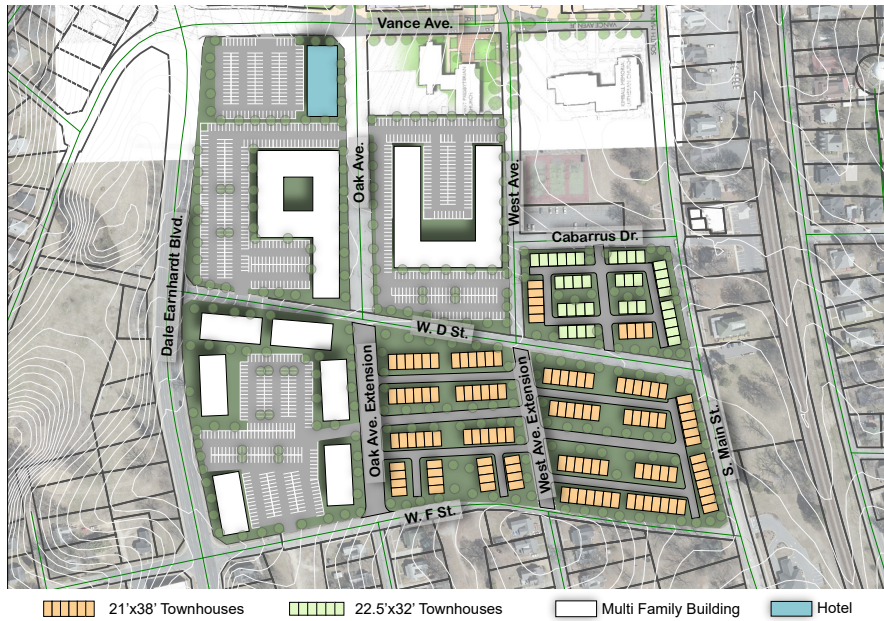 Vance Ave.
Oak Ave.
West Ave.
Cabarrus Dr.
Dale Earnhardt Blvd.
W. D St.
Oak Ave. Extension
West Ave. Extension
S. Main St.
W. F St.
21'x38' Townhouses
22.5'x32' Townhouses
Multi Family Building
Hotel